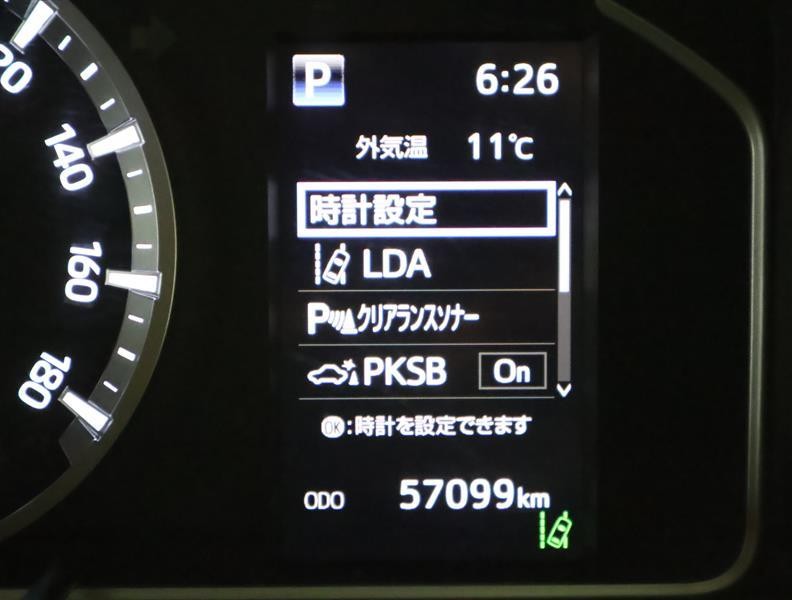 P 6:26
外気温 11℃
時計設定
LDA
Pクリアランスソナー
PKSB On
OK:時計を設定できます
ODO 57099km
20
140
160
180